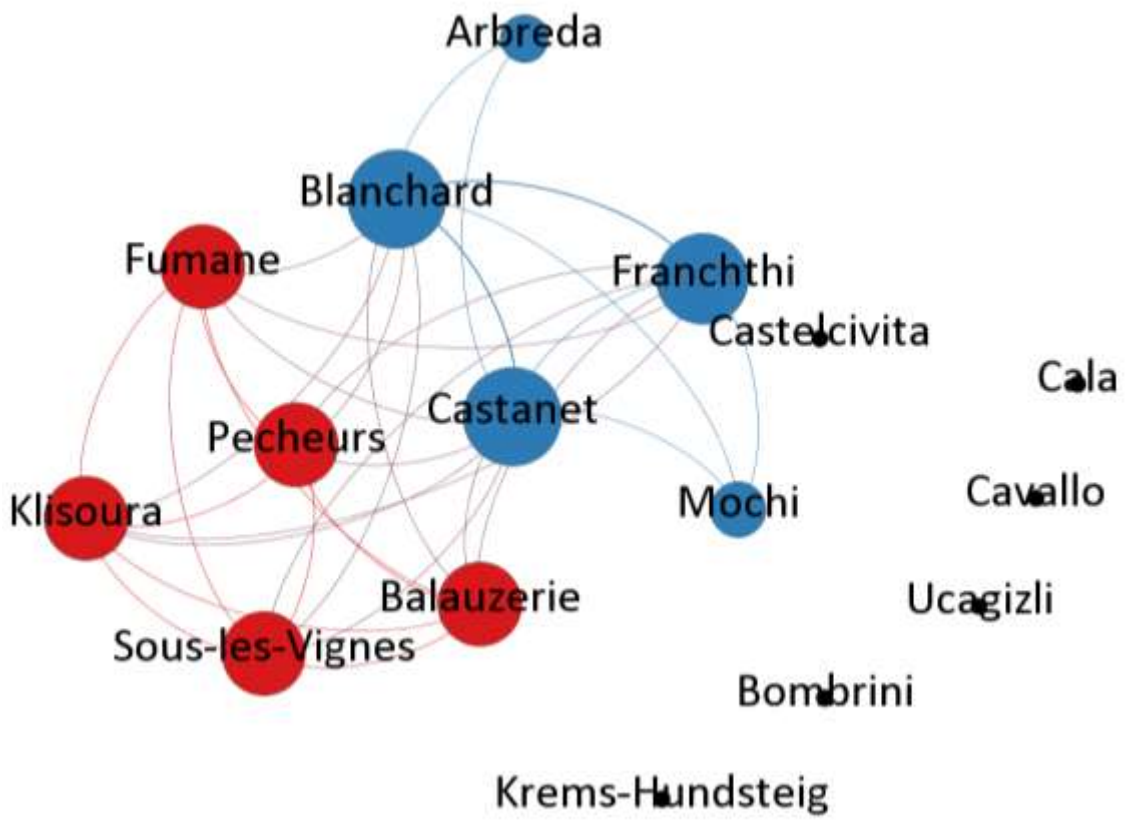 Arbreda
Blanchard
Fumane
Franchthi
Castelcivita
Cala
Castanet
Pecheurs
Klisoura
Mochi
Cavallo
Balauzerie
Ucagizli
Sous-les-Vignes
Bombrini
Krems-Hundsteig